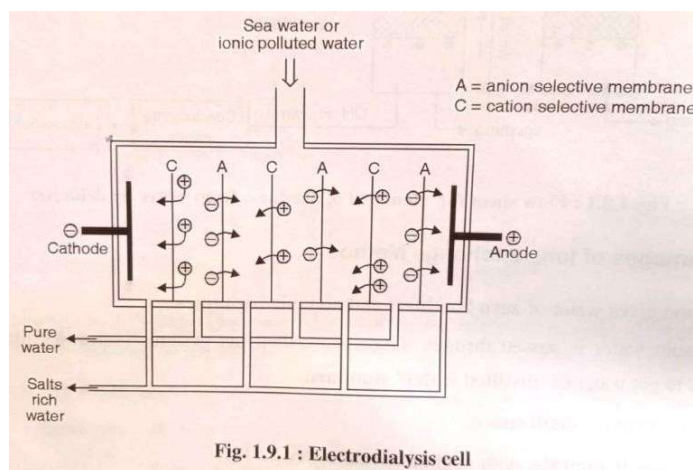 Sea water or
ionic polluted water
A = anion selective membrane
C = cation selective membrane
C A C A C A
⊖
Cathode
⊕
Anode
⊕ ⊖ ⊕ ⊖ ⊕ ⊖
⊕ ⊖ ⊖
⊕ ⊖ ⊕ ⊖ ⊕ ⊖
⊕
Pure
water
Salts
rich
water
Fig. 1.9.1 : Electrodialysis cell